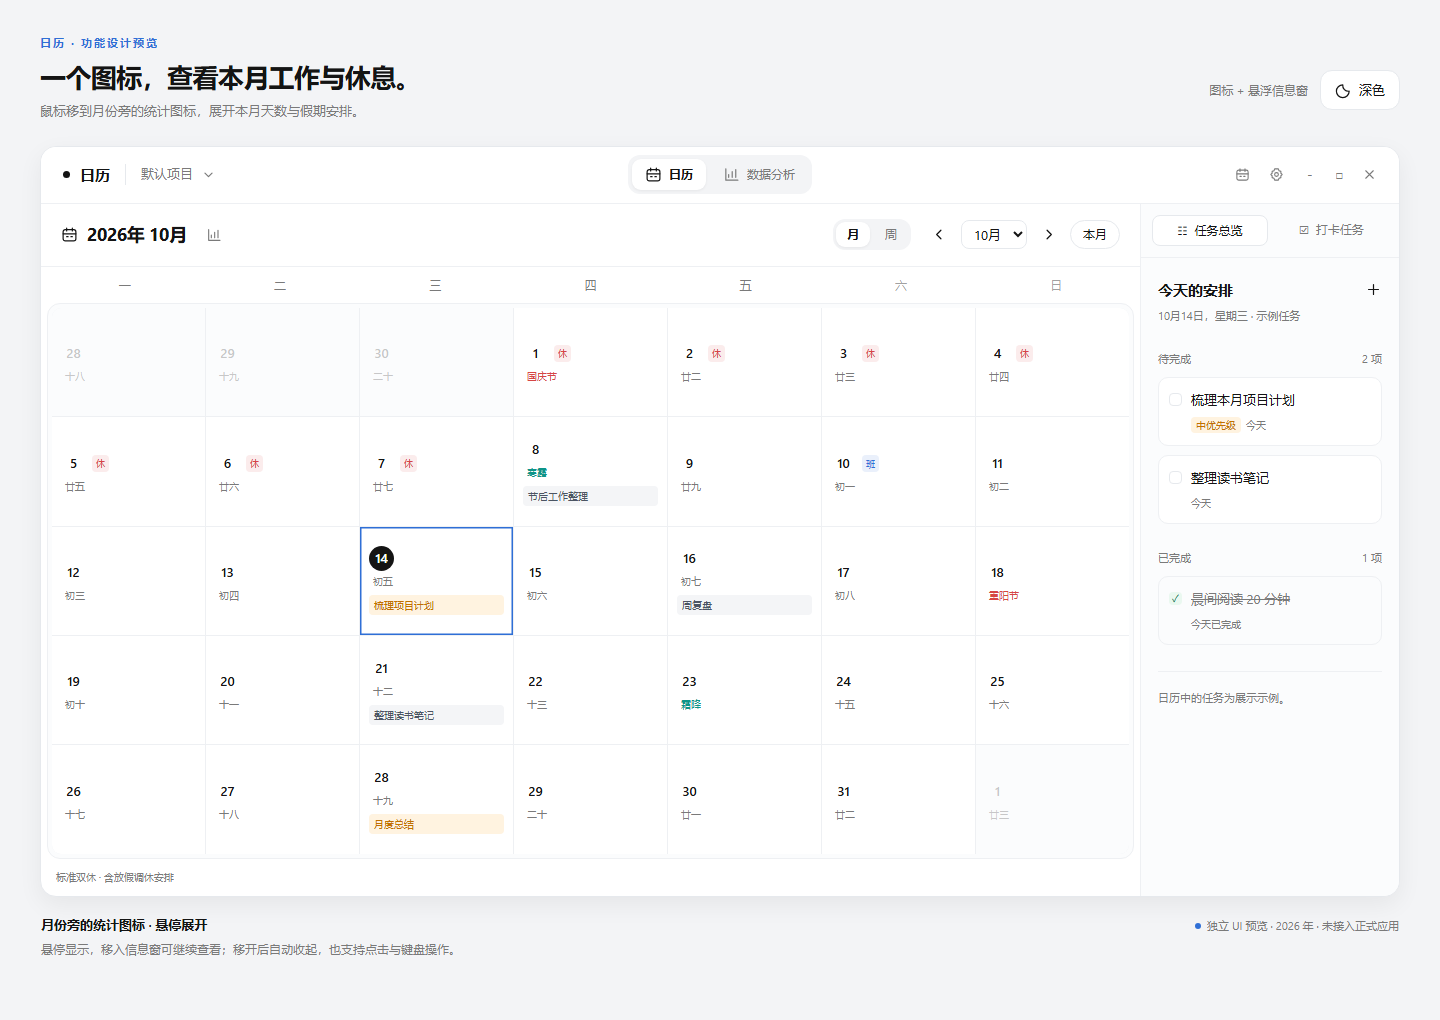 日历 · 功能设计预览
一个图标，查看本月工作与休息。
鼠标移到月份旁的统计图标，展开本月天数与假期安排。
图标 + 悬浮信息窗
深色
日历
默认项目
日历
数据分析
2026年 10月
月
周
10月
本月
任务总览
打卡任务
一 二 三 四 五 六 日
28 29 30 1 休 2 休 3 休 4 休
十八 十九 二十 国庆节 廿二 廿三 廿四
5 休 6 休 7 休 8 9 10 班 11
廿五 廿六 廿七 寒露 廿九 初一 初二
节后工作整理
12 13 14 15 16 17 18
初三 初四 初五 初六 初七 初八 重阳节
梳理项目计划 周复盘
19 20 21 22 23 24 25
初十 十一 十二 十三 霜降 十五 十六
整理读书笔记
26 27 28 29 30 31 1
十七 十八 十九 二十 廿一 廿二 廿三
月度总结
标准双休 · 含放假调休安排
今天的安排
10月14日，星期三 · 示例任务
待完成 2 项
梳理本月项目计划
中优先级 今天
整理读书笔记
今天
已完成 1 项
晨间阅读 20 分钟
今天已完成
日历中的任务为展示示例。
月份旁的统计图标 · 悬停展开
悬停显示，移入信息窗可继续查看；移开后自动收起，也支持点击与键盘操作。
独立 UI 预览 · 2026 年 · 未接入正式应用